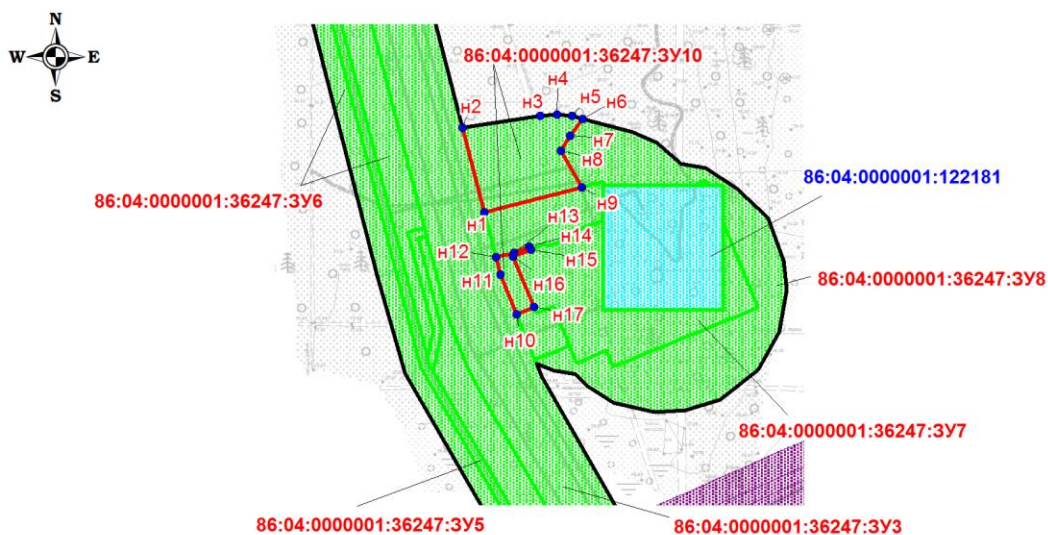 N
W E
S
86:04:0000001:36247:ЗУ10
н4
н2
н3
н5
н6
н7
н8
86:04:0000001:122181
86:04:0000001:36247:ЗУ6
н9
н1
н13
н14
н12
н15
н11
н16
86:04:0000001:36247:ЗУ8
н17
н10
86:04:0000001:36247:ЗУ7
86:04:0000001:36247:ЗУ5
86:04:0000001:36247:ЗУ3